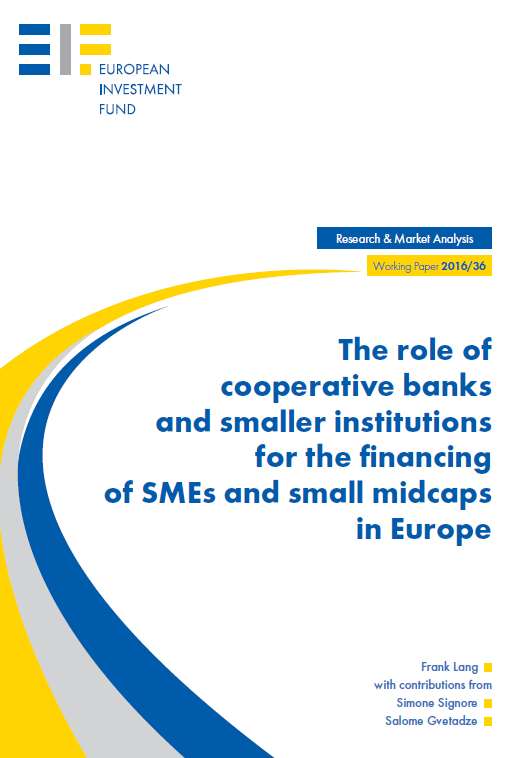 EUROPEAN
INVESTMENT
FUND
Research & Market Analysis
Working Paper 2016/36
The role of
cooperative banks
and smaller institutions
for the financing
of SMEs and small midcaps
in Europe
Frank Lang
with contributions from
Simone Signore
Salome Gvetadze